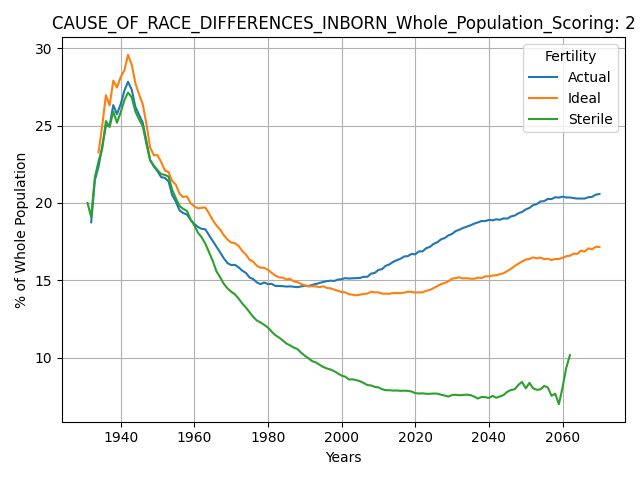 CAUSE_OF_RACE_DIFFERENCES_INBORN_Whole_Population_Scoring: 2
Fertility
Actual
Ideal
Sterile
% of Whole Population
30
25
20
15
10
1940 1960 1980 2000 2020 2040 2060
Years